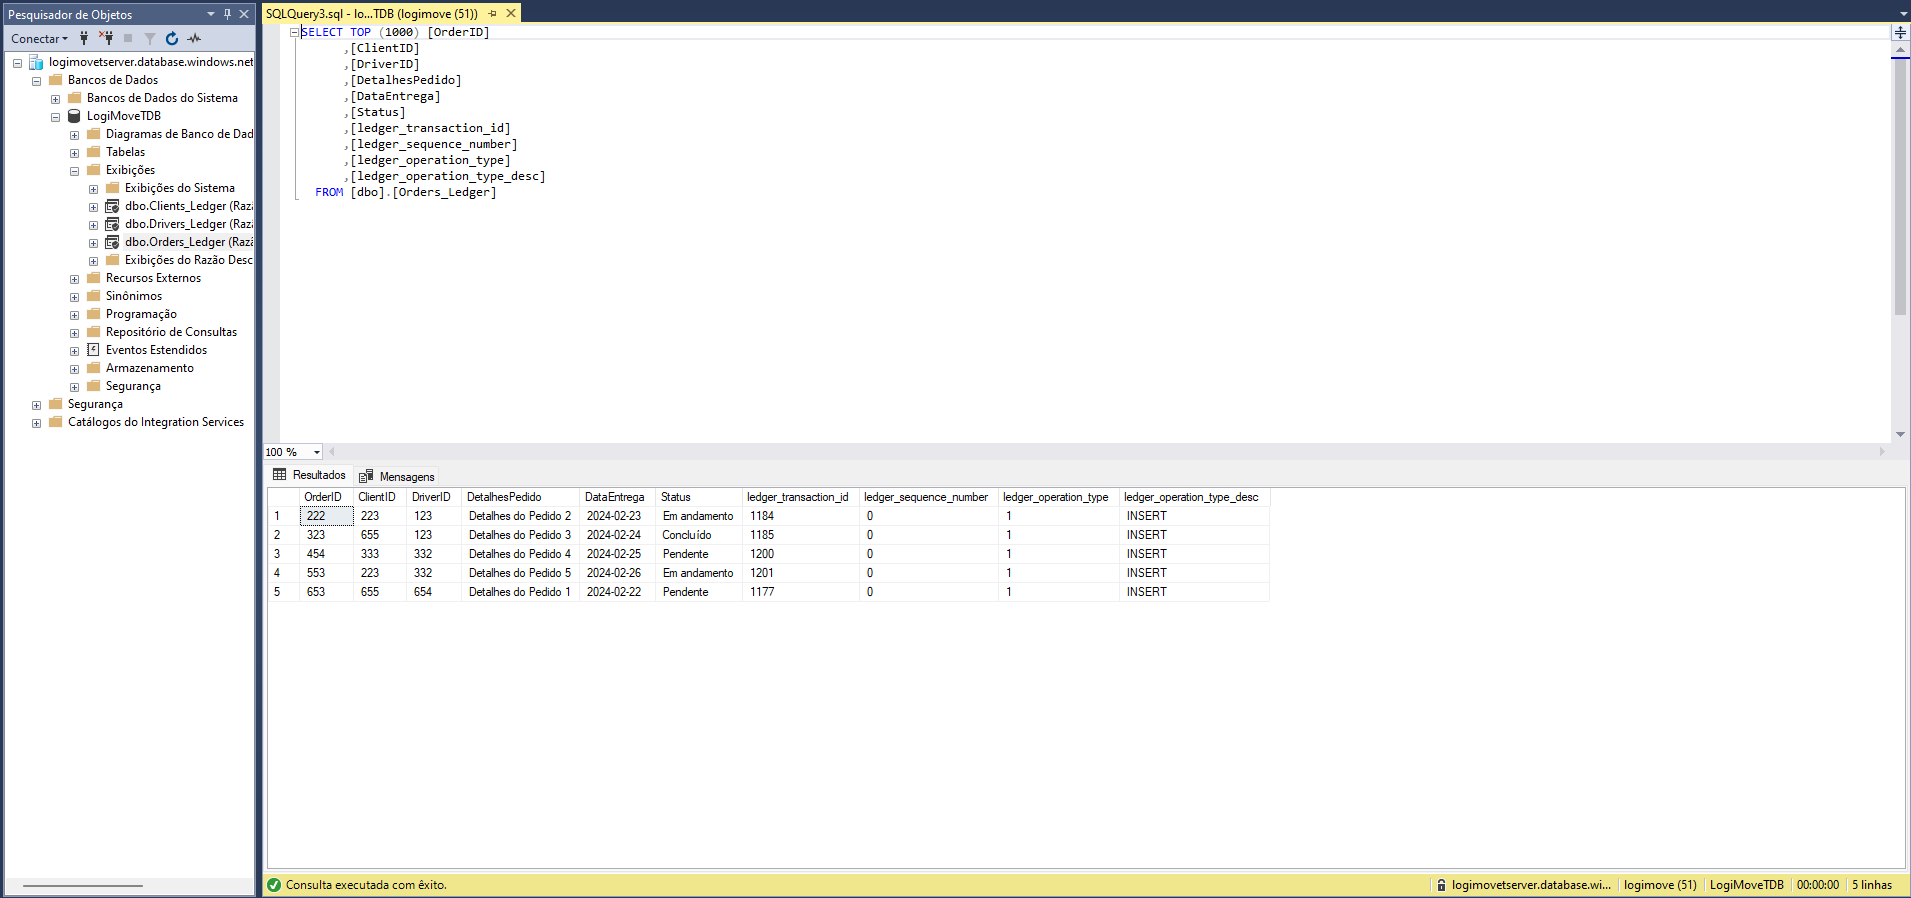 Pesquisador de Objetos
Conectar
logimovetserver.database.windows.net
Bancos de Dados
Bancos de Dados do Sistema
LogiMoveTDB
Diagramas de Banco de Dad
Tabelas
Exibições
Exibições do Sistema
dbo.Clients_Ledger (Razã
dbo.Drivers_Ledger (Razã
dbo.Orders_Ledger (Razã
Exibições do Razão Desc
Recursos Externos
Sinônimos
Programação
Repositório de Consultas
Eventos Estendidos
Armazenamento
Segurança
Segurança
Catálogos do Integration Services
SQLQuery3.sql - lo...TDB (logimove (51))
SELECT TOP (1000) [OrderID]
,[ClientID]
,[DriverID]
,[DetalhesPedido]
,[DataEntrega]
,[Status]
,[ledger_transaction_id]
,[ledger_sequence_number]
,[ledger_operation_type]
,[ledger_operation_type_desc]
FROM [dbo].[Orders_Ledger]
100 %
Resultados Mensagens
OrderID ClientID DriverID DetalhesPedido DataEntrega Status ledger_transaction_id ledger_sequence_number ledger_operation_type ledger_operation_type_desc
1 222 223 123 Detalhes do Pedido 2 2024-02-23 Em andamento 1184 0 1 INSERT
2 323 655 123 Detalhes do Pedido 3 2024-02-24 Concluído 1185 0 1 INSERT
3 454 333 332 Detalhes do Pedido 4 2024-02-25 Pendente 1200 0 1 INSERT
4 553 223 332 Detalhes do Pedido 5 2024-02-26 Em andamento 1201 0 1 INSERT
5 653 655 654 Detalhes do Pedido 1 2024-02-22 Pendente 1177 0 1 INSERT
Consulta executada com êxito. logimovetserver.database.wi... logimove (51) LogiMoveTDB 00:00:00 5 linhas